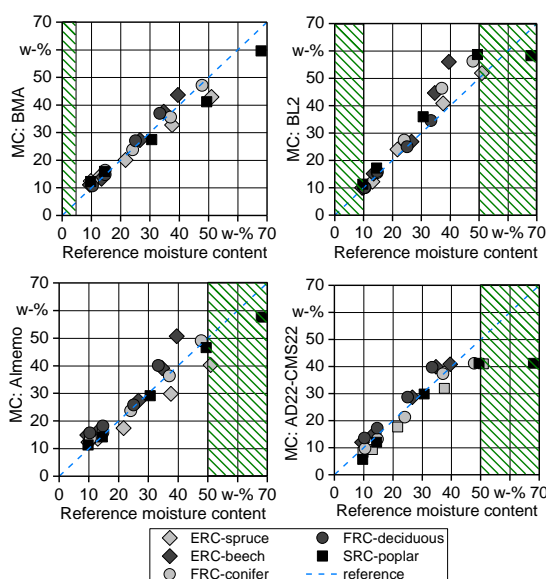 70
w-%
50
40
30
20
10
0
MC: BMA
0 10 20 30 40 50 w-% 70
Reference moisture content
70
w-%
50
40
30
20
10
0
MC: BL2
0 10 20 30 40 50 w-% 70
Reference moisture content
70
w-%
50
40
30
20
10
0
MC: Almemo
0 10 20 30 40 50 w-% 70
Reference moisture content
70
w-%
50
40
30
20
10
0
MC: AD22-CMS22
0 10 20 30 40 50 w-% 70
Reference moisture content
ERC-spruce
ERC-beech
FRC-conifer
FRC-deciduous
SRC-poplar
reference